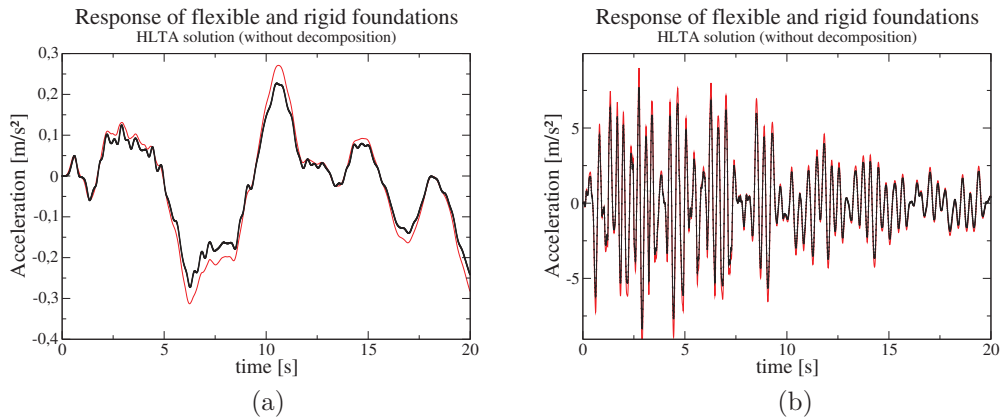 Response of flexible and rigid foundations
HLTA solution (without decomposition)
0,3
0,2
0,1
0
-0,1
-0,2
-0,3
-0,4
Acceleration [m/s²]
0
5
10
15
20
time [s]
(a)
Response of flexible and rigid foundations
HLTA solution (without decomposition)
5
0
-5
Acceleration [m/s²]
0
5
10
15
20
time [s]
(b)